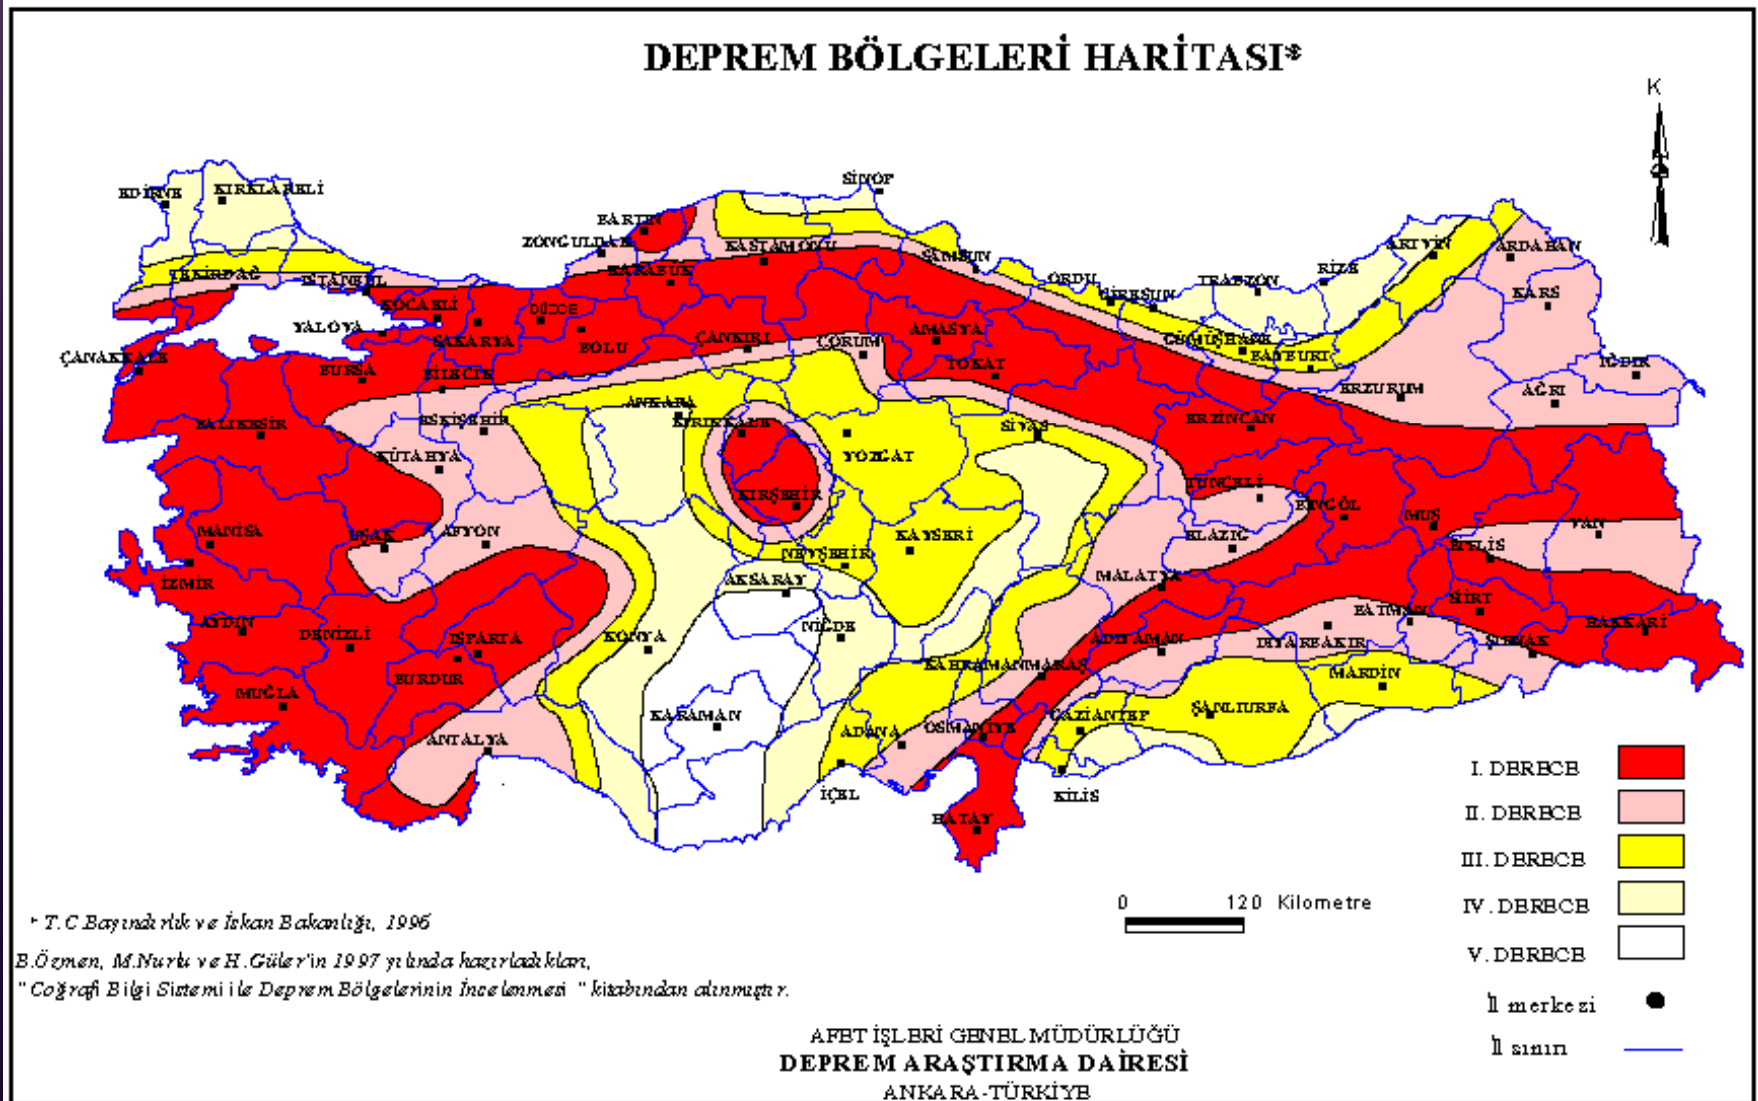 DEPREM BÖLGELERİ HARİTASI*
K
SİNOP
EDİRNE
KIRKLARELİ
BARTIN
ZONGULDAK
KASTAMONU
ARTVİN
ARDAHAN
TEKİRDAĞ
İSTANBUL
KARABÜK
SAMSUN
ORDU
GİRESUN
TRABZON
RİZE
KARS
KOCAELİ
YALOVA
SAKARYA
DÜZCE
BOLU
ÇANKIRI
ÇORUM
AMASYA
TOKAT
GÜMÜŞHANE
BAYBURT
ÇANAKKALE
BURSA
BİLECİK
ERZURUM
AĞRI
IĞDIR
BALIKESİR
ESKİŞEHİR
ANKARA
KIRIKKALE
SİVAS
ERZİNCAN
KÜTAHYA
YOZGAT
KIRŞEHİR
TUNCELİ
BİNGÖL
MUŞ
VAN
MANİSA
UŞAK
AFYON
NEVŞEHİR
KAYSERİ
ELAZIG
BİTLİS
İZMİR
AKSARAY
MALATYA
SİİRT
AYDIN
DENİZLİ
ISPARTA
KONYA
NİĞDE
ADIYAMAN
DİYARBAKIR
BATMAN
ŞIRNAK
HAKKARİ
BURDUR
KAHRAMANMARAŞ
MARDİN
MUĞLA
KARAMAN
ADANA
OSMANİYE
GAZİANTEP
ŞANLIURFA
ANTALYA
İÇEL
KİLİS
HATAY
I. DERECE
II. DERECE
III. DERECE
IV. DERECE
V. DERECE
İl merkezi
İl sınırı
0 120 Kilometre
* T.C.Bayındırlık ve İskan Bakanlığı, 1996
B.Özmen, M.Nurlu ve H.Güler'in 1997 yılında hazırladıkları,
"Coğrafi Bilgi Sistemi ile Deprem Bölgelerinin İncelenmesi " kitabından alınmıştır.
AFET İŞLERİ GENEL MÜDÜRLÜĞÜ
DEPREM ARAŞTIRMA DAİRESİ
ANKARA-TÜRKİYE